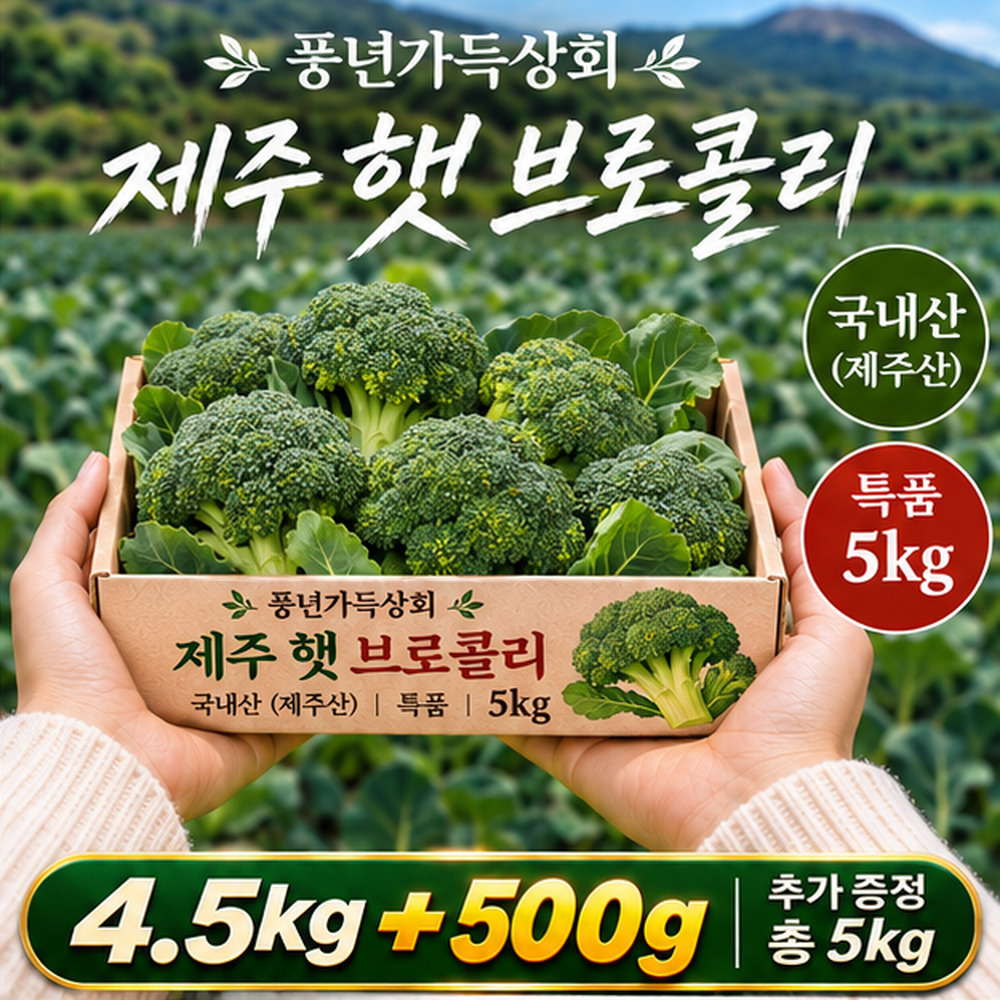 풍년가득상회
제주 햇 브로콜리
국내산
(제주산)
특품
5kg
풍년가득상회
제주 햇 브로콜리
국내산 (제주산) | 특품 | 5kg
4.5kg+500g
추가 증정
총 5kg